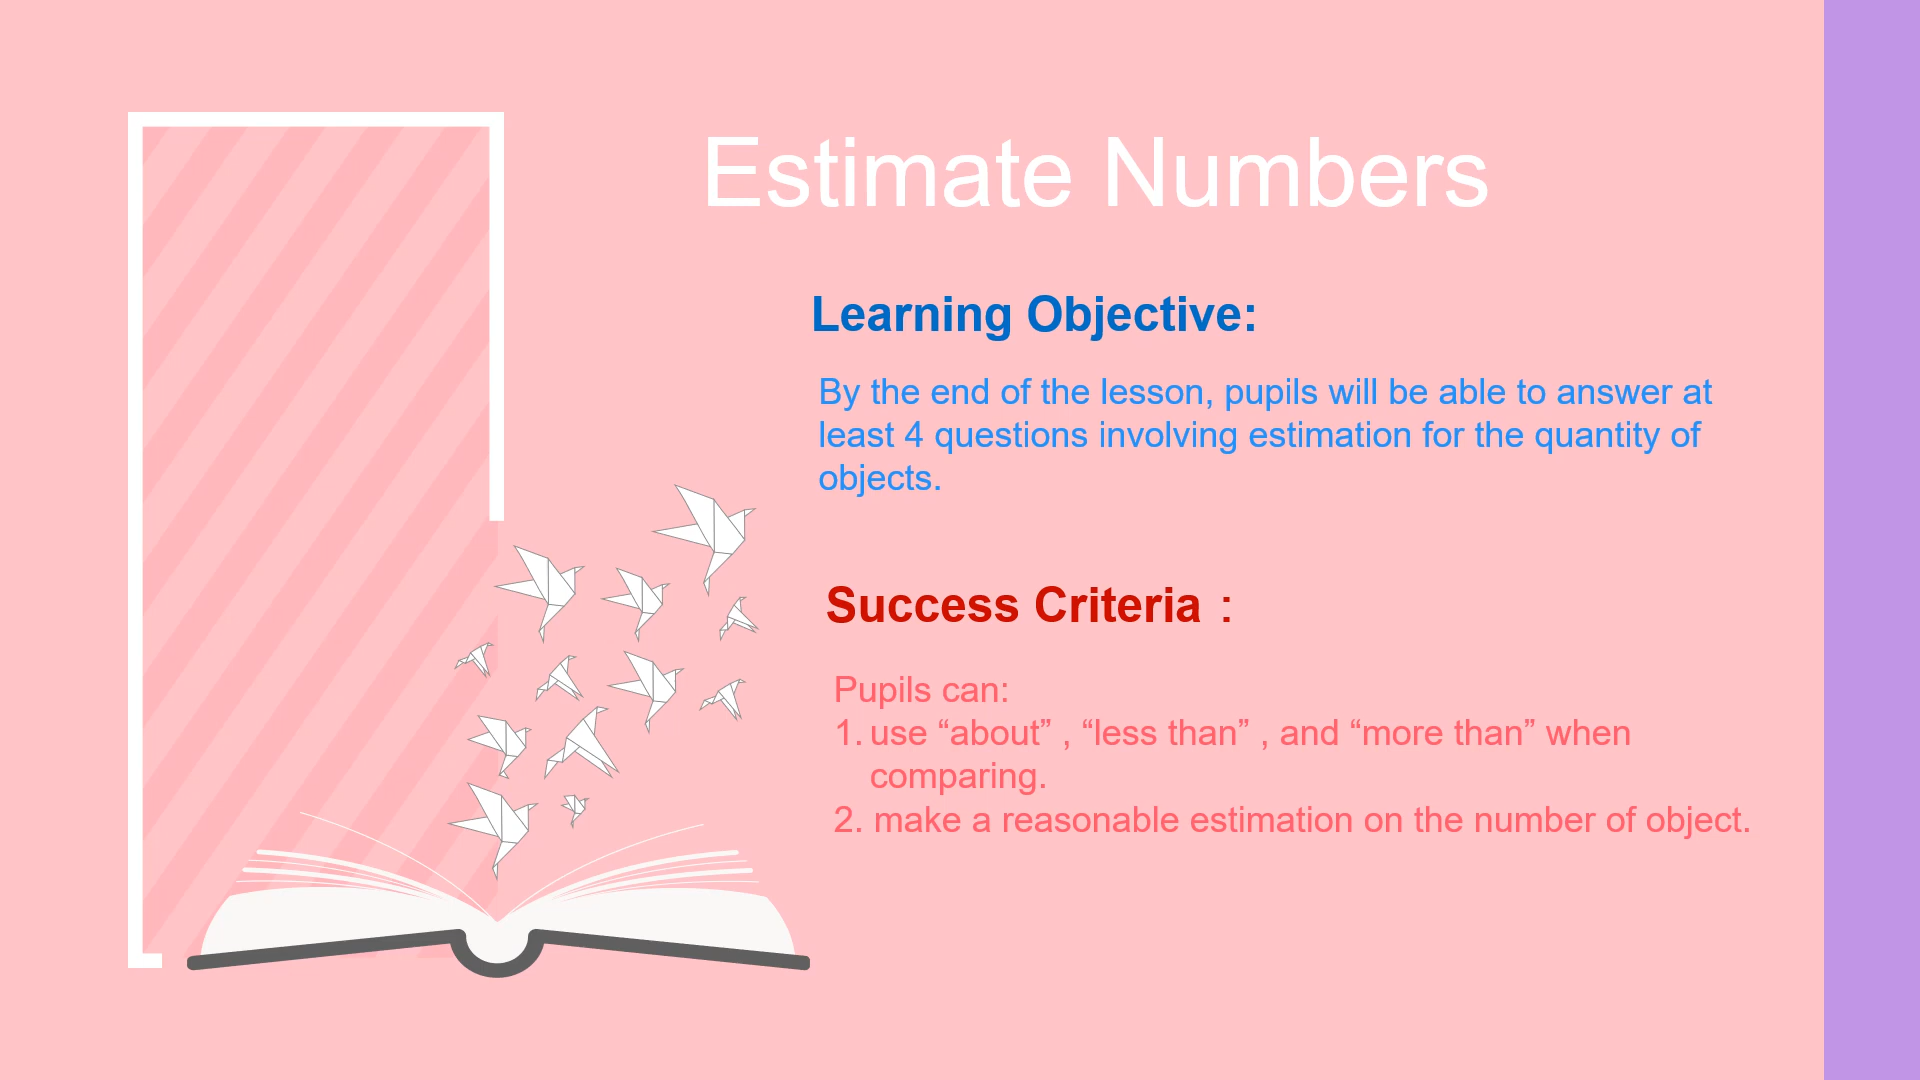 Estimate Numbers
Learning Objective:
By the end of the lesson, pupils will be able to answer at
least 4 questions involving estimation for the quantity of
objects.
Success Criteria :
Pupils can:
1. use “about” , “less than” , and “more than” when
comparing.
2. make a reasonable estimation on the number of object.